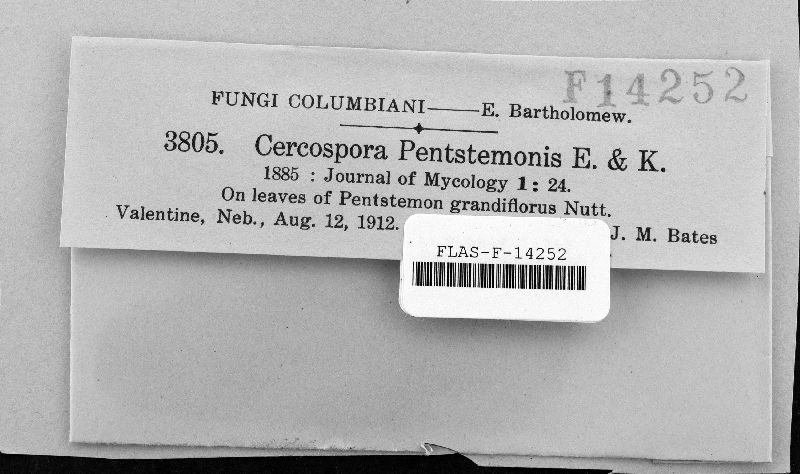 F14252
FUNGI COLUMBIANI——E. Bartholomew.
3805. Cercospora Pentstemonis E. & K.
1885 : Journal of Mycology 1: 24.
On leaves of Pentstemon grandiflorus Nutt.
Valentine, Neb., Aug. 12, 1912. J. M. Bates
FLAS-F-14252